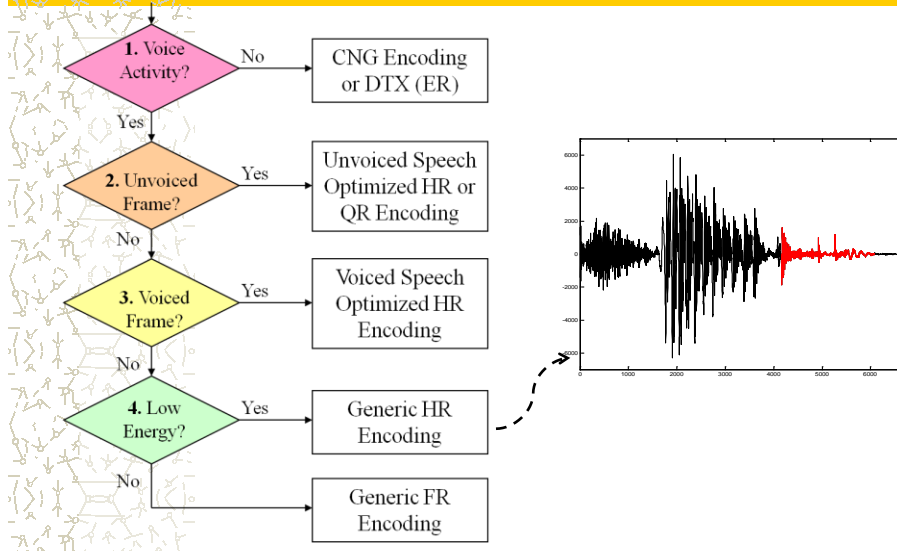 1. Voice
Activity?
No
CNG Encoding
or DTX (ER)
Yes
2. Unvoiced
Frame?
Yes
Unvoiced Speech
Optimized HR or
QR Encoding
No
3. Voiced
Frame?
Yes
Voiced Speech
Optimized HR
Encoding
No
4. Low
Energy?
Yes
Generic HR
Encoding
No
Generic FR
Encoding
6000
4000
2000
0
-2000
-4000
-6000
0 1000 2000 3000 4000 5000 6000